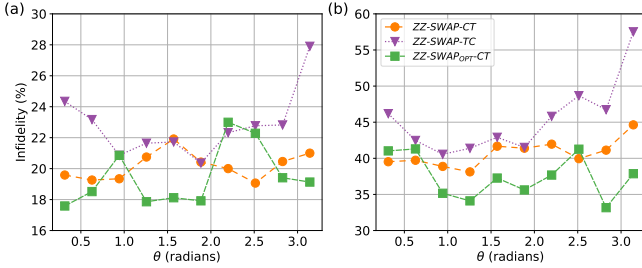 (a)
Infidelity (%)
30
28
26
24
22
20
18
16
0.5 1.0 1.5 2.0 2.5 3.0
θ (radians)
(b)
60
55
50
45
40
35
30
ZZ-SWAP-CT
ZZ-SWAP-TC
ZZ-SWAP_OPT-CT
0.5 1.0 1.5 2.0 2.5 3.0
θ (radians)